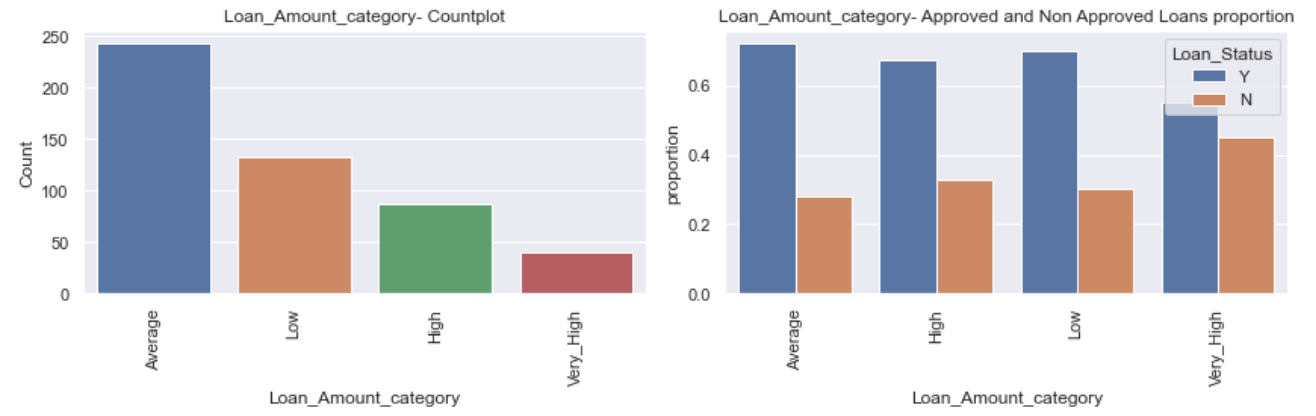 Loan_Amount_category- Countplot
250
200
150
100
50
0
Count
Average
Low
High
Very_High
Loan_Amount_category
Loan_Amount_category- Approved and Non Approved Loans proportion
Loan_Status
Y
N
0.6
0.4
0.2
0.0
proportion
Average
High
Low
Very_High
Loan_Amount_category